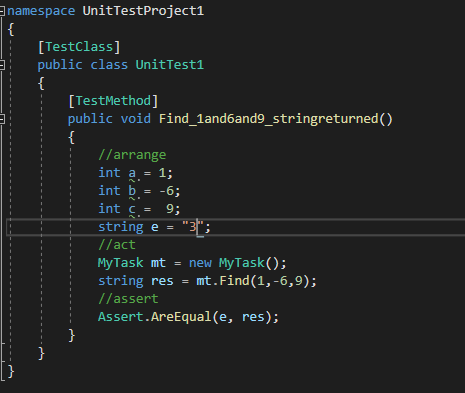 namespace UnitTestProject1
{
[TestClass]
public class UnitTest1
{
[TestMethod]
public void Find_1and6and9_stringreturned()
{
//arrange
int a = 1;
int b = -6;
int c =  9;
string e = "3";
//act
MyTask mt = new MyTask();
string res = mt.Find(1,-6,9);
//assert
Assert.AreEqual(e, res);
}
}
}